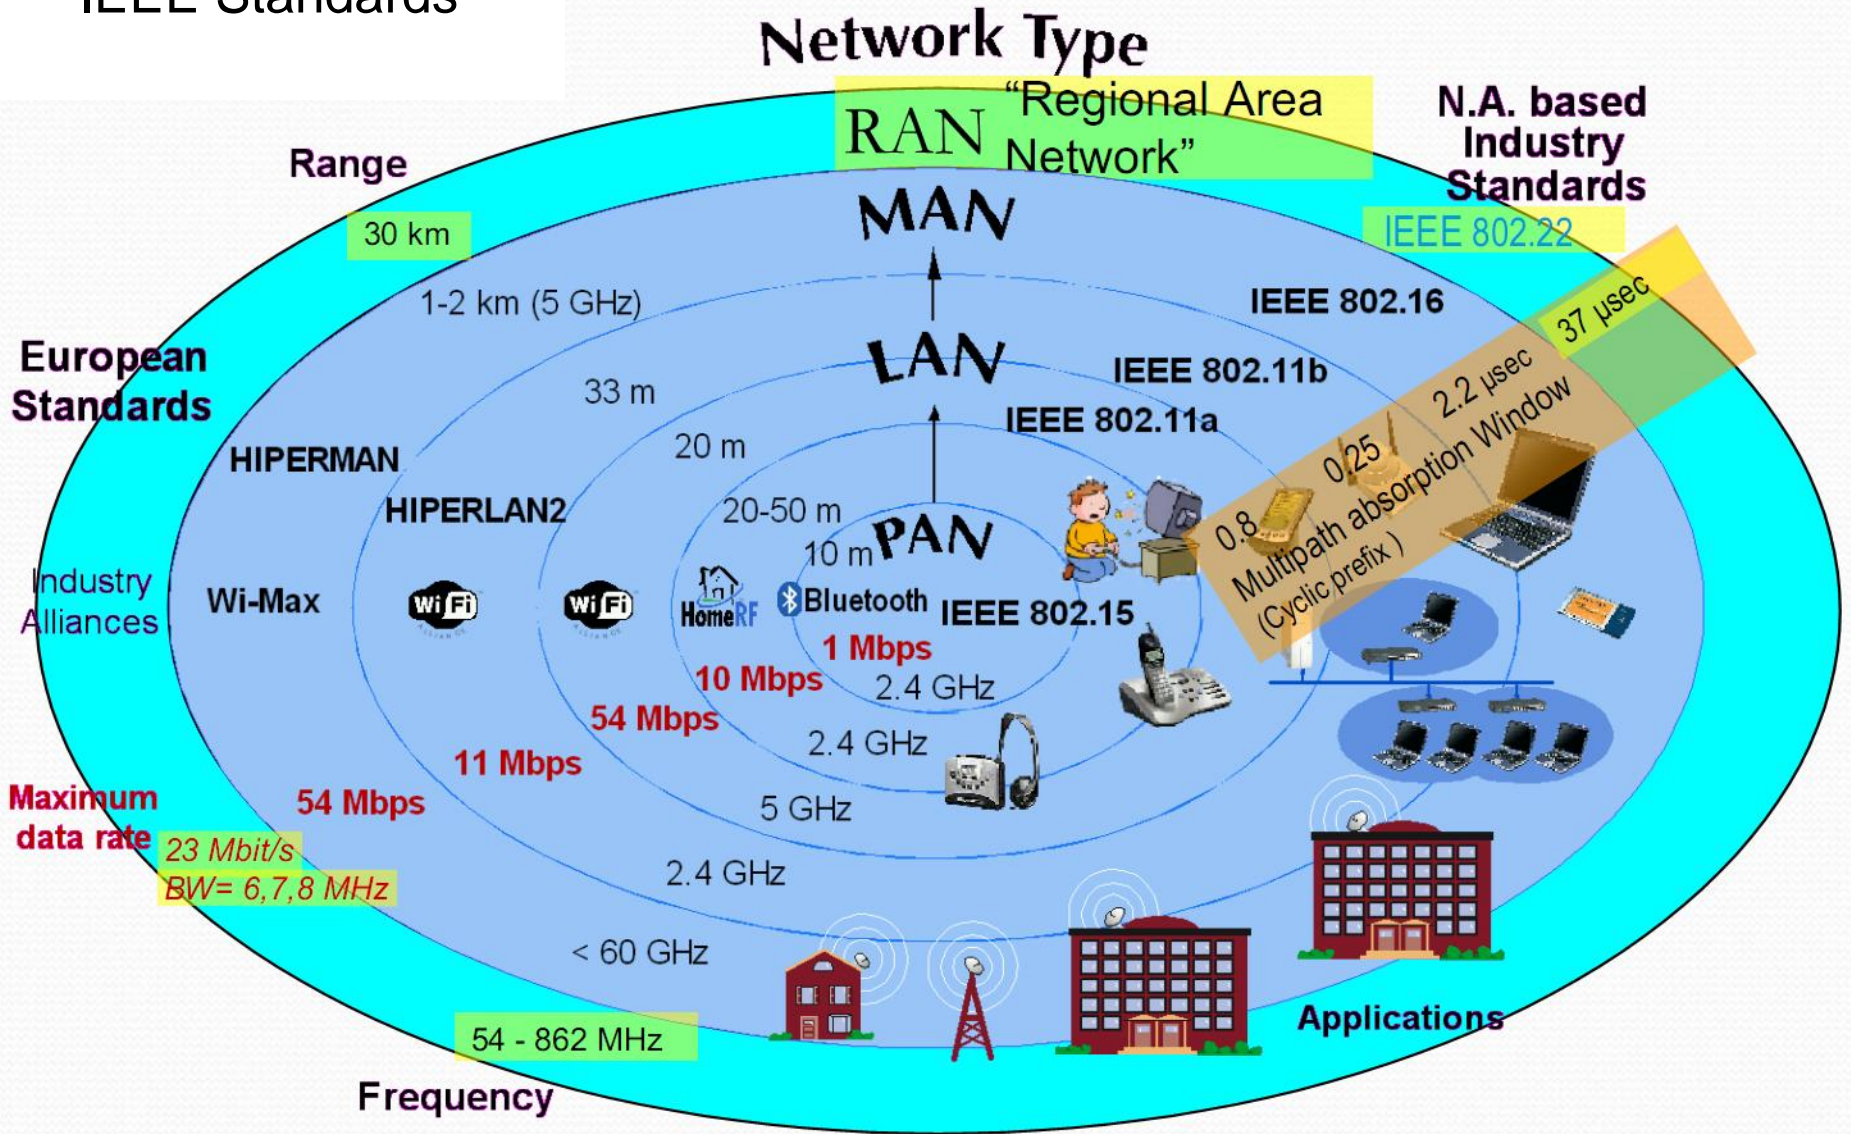 IEEE Standards
Network Type
RAN
“Regional Area
Network”
N.A. based
Industry
Standards
Range
IEEE 802.22
30 km
MAN
1-2 km (5 GHz)
IEEE 802.16
37 µsec
European
Standards
LAN
IEEE 802.11b
2.2 µsec
33 m
IEEE 802.11a
20 m
0.25
HIPERMAN
HIPERLAN2
20-50 m
PAN
10 m
0.8
Multipath absorption Window
(Cyclic prefix )
Industry
Alliances
Wi-Max
Wi Fi
ALLIANCE
Wi Fi
ALLIANCE
HomeRF
Bluetooth
IEEE 802.15
1 Mbps
10 Mbps
2.4 GHz
54 Mbps
2.4 GHz
11 Mbps
Maximum
data rate
54 Mbps
5 GHz
23 Mbit/s
BW= 6,7,8 MHz
2.4 GHz
< 60 GHz
54 - 862 MHz
Applications
Frequency